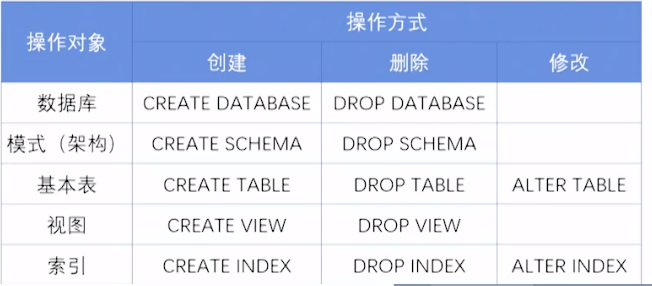 操作对象 操作方式
创建 删除 修改
数据库 CREATE DATABASE DROP DATABASE
模式（架构） CREATE SCHEMA DROP SCHEMA
基本表 CREATE TABLE DROP TABLE ALTER TABLE
视图 CREATE VIEW DROP VIEW
索引 CREATE INDEX DROP INDEX ALTER INDEX